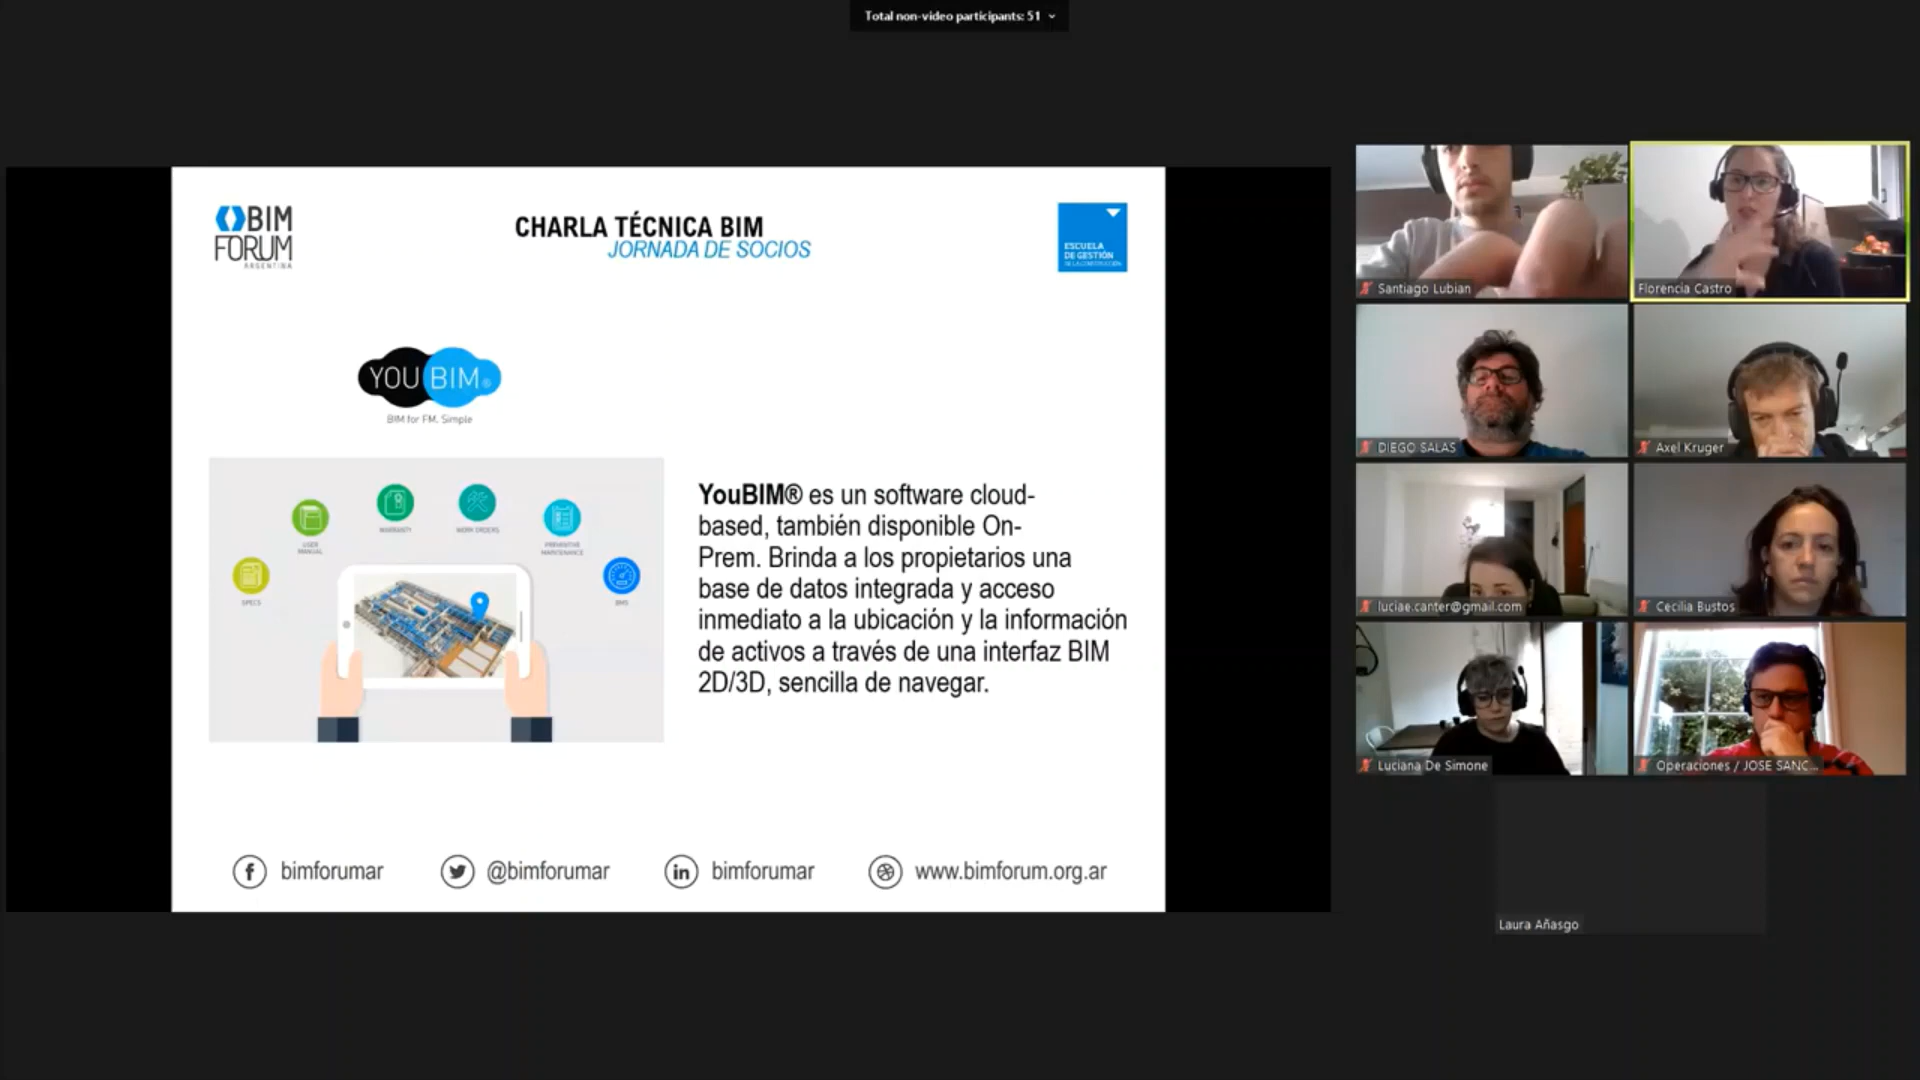 Total non-video participants: 51
BIM
FORUM
ARGENTINA
CHARLA TÉCNICA BIM
JORNADA DE SOCIOS
ESCUELA
DE GESTIÓN
DE LA CONSTRUCCIÓN
YOU BIM®
BIM for FM. Simple
SPECS
USER
MANUAL
WARRANTY
WORK ORDERS
PREVENTIVE
MAINTENANCE
BMS
YouBIM® es un software cloud-
based, también disponible On-
Prem. Brinda a los propietarios una
base de datos integrada y acceso
inmediato a la ubicación y la información
de activos a través de una interfaz BIM
2D/3D, sencilla de navegar.
bimforumar
@bimforumar
bimforumar
www.bimforum.org.ar
Santiago Lubian
Florencia Castro
DIEGO SALAS
Axel Kruger
luciae.canter@gmail.com
Cecilia Bustos
Luciana De Simone
Operaciones / JOSE SANC...
Laura Añasgo